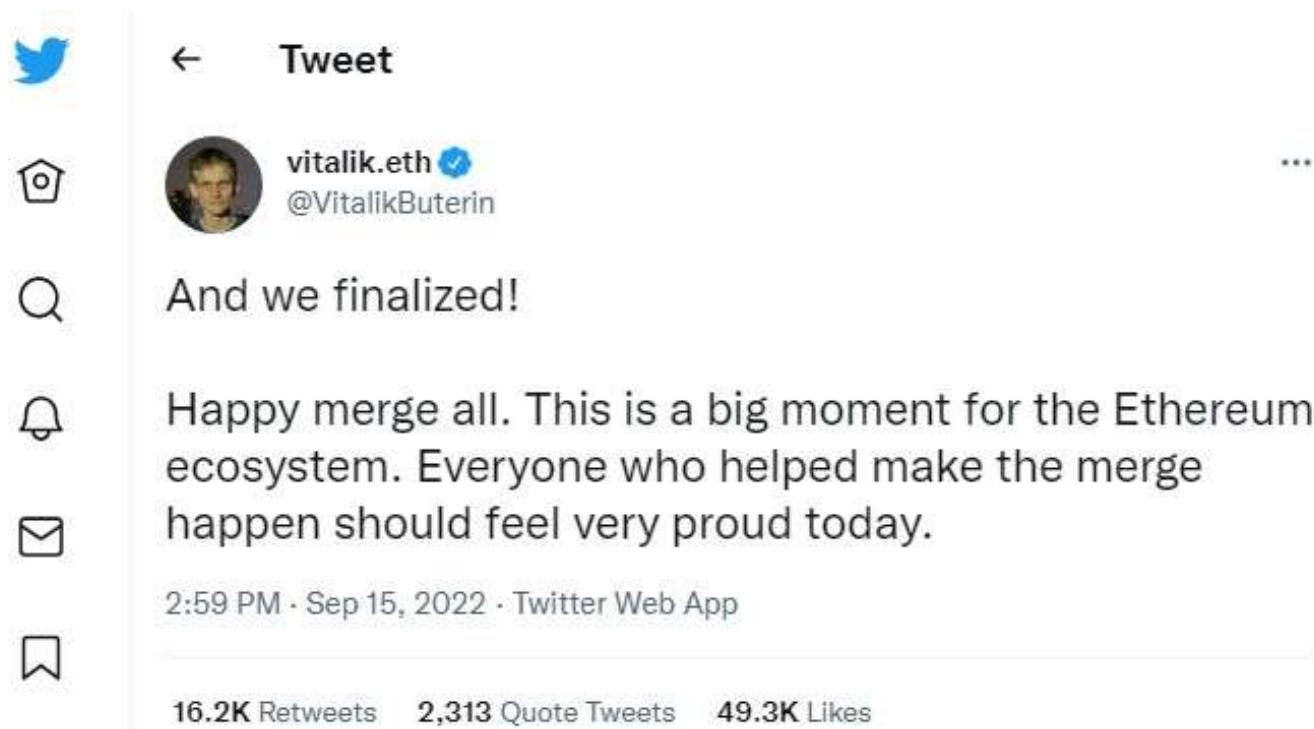 Tweet
vitalik.eth
@VitalikButerin
And we finalized!
Happy merge all. This is a big moment for the Ethereum
ecosystem. Everyone who helped make the merge
happen should feel very proud today.
2:59 PM · Sep 15, 2022 · Twitter Web App
16.2K Retweets 2,313 Quote Tweets 49.3K Likes